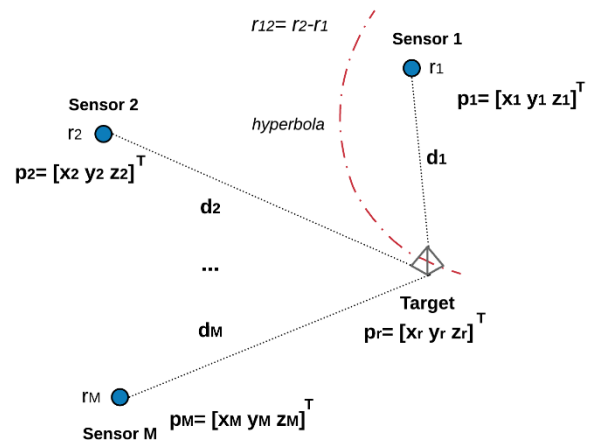 r12= r2-r1
Sensor 1
r1
p1= [x1 y1 z1]T
Sensor 2
r2
hyperbola
p2= [x2 y2 z2]T
d1
d2
...
Target
dM
pr= [xr yr zr]T
rM
pM= [xM yM zM]T
Sensor M